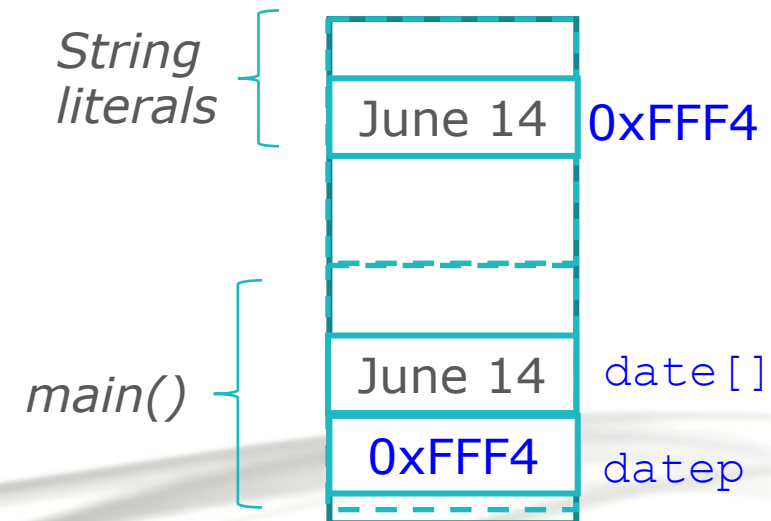 String
literals
June 14 0xFFF4
June 14 date[]
main()
0xFFF4 datep